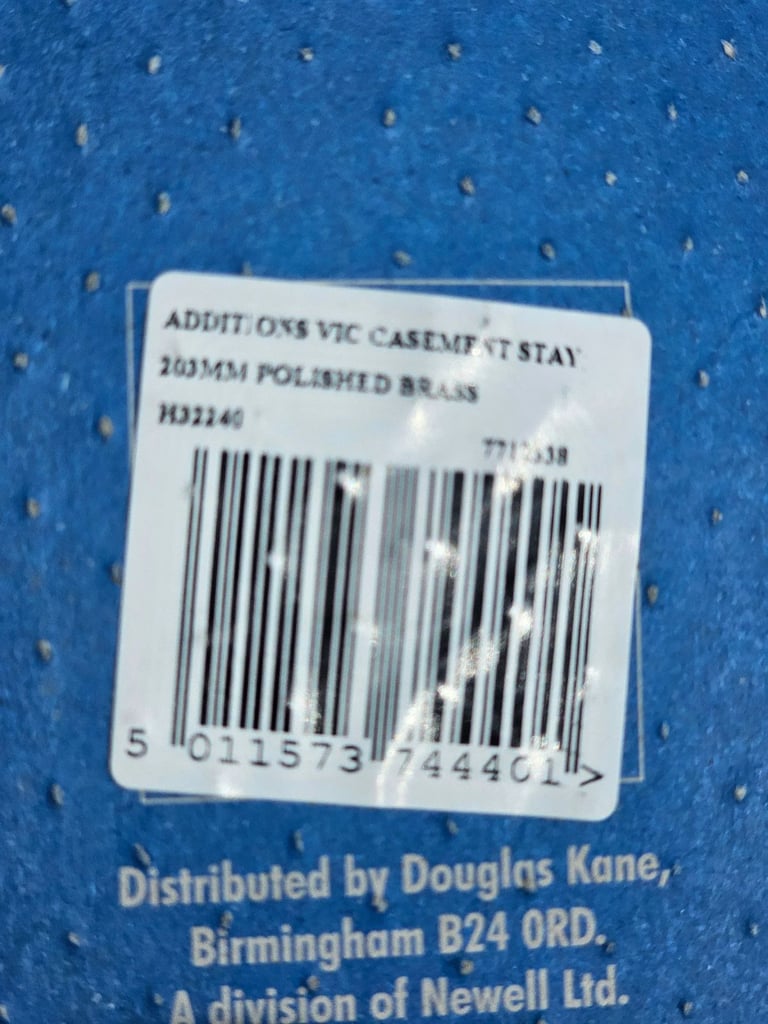 ADDITIONS VIC CASEMENT STAY
203MM POLISHED BRASS
H32240
5 011573 744401 >
Distributed by Douglas Kane,
Birmingham B24 0RD.
A division of Newell Ltd.